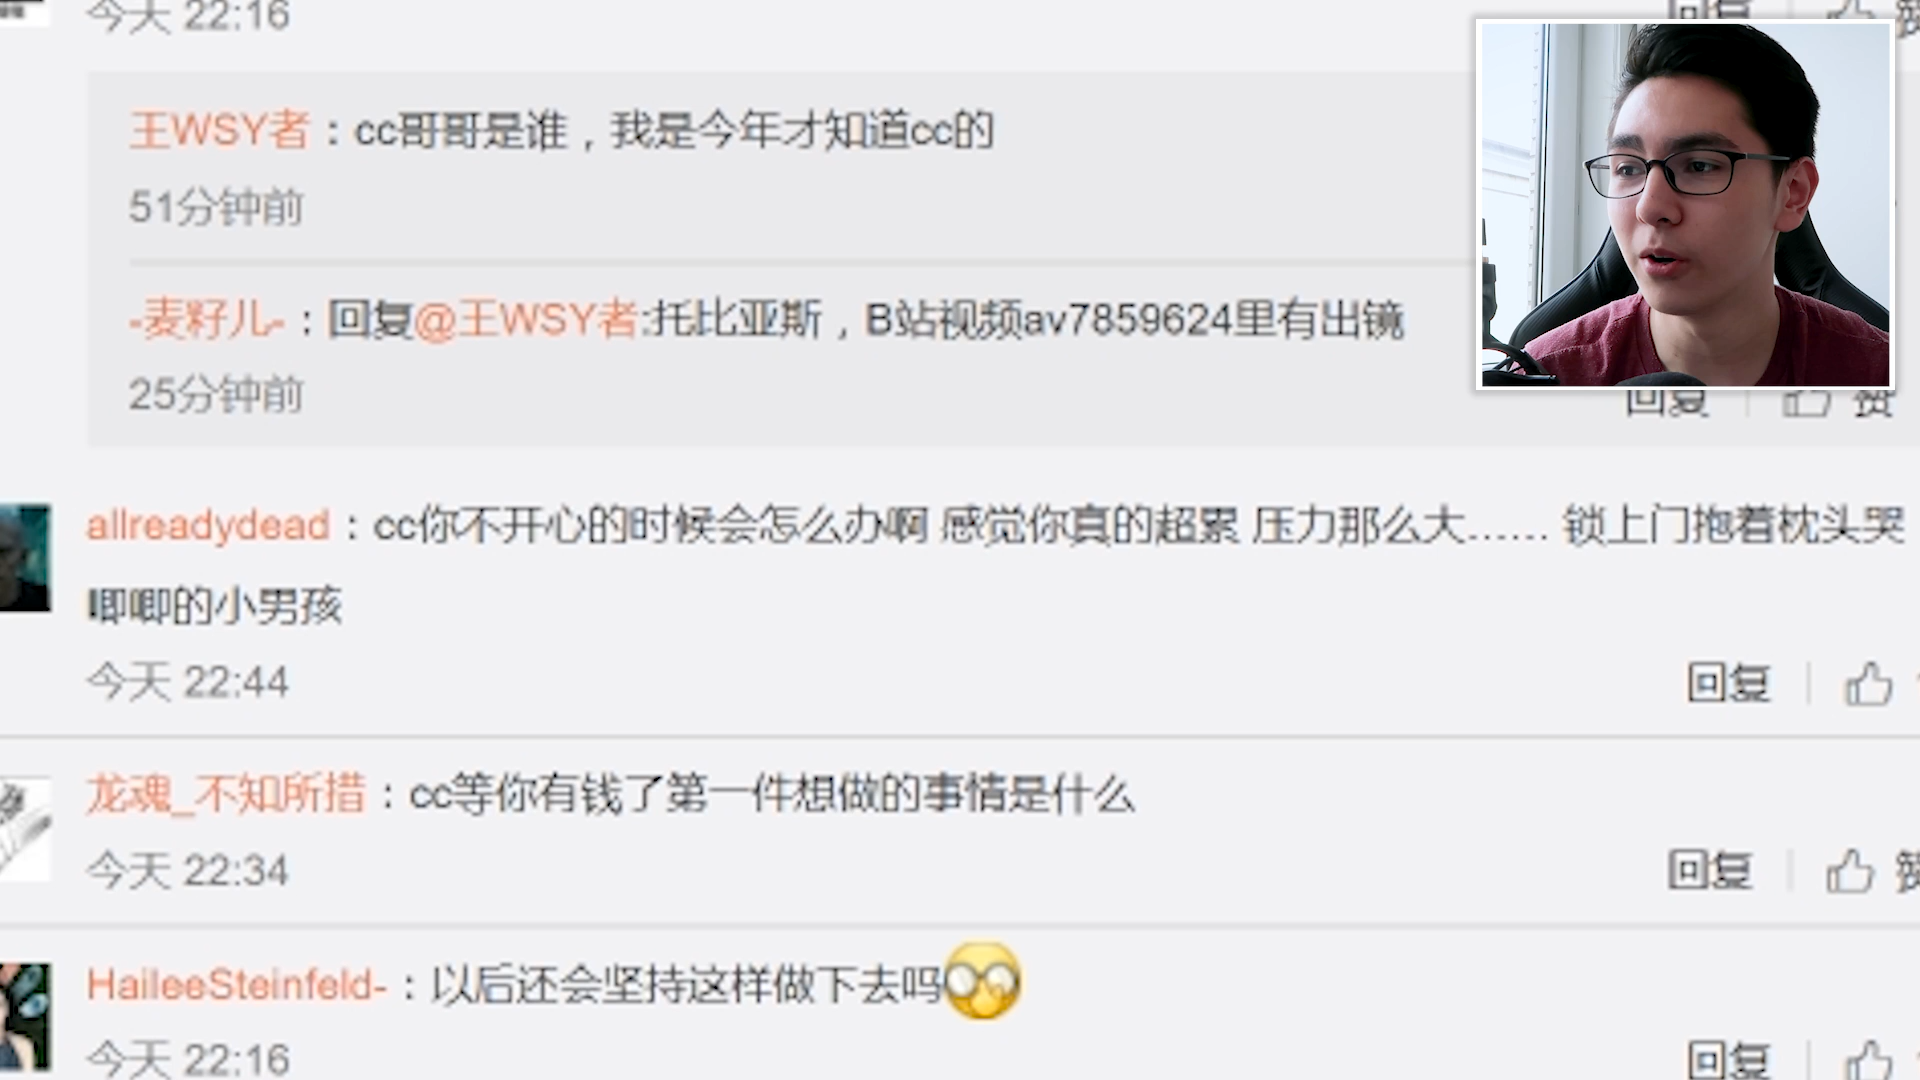 今天 22:16
回复
王WSY者：cc哥哥是谁，我是今年才知道cc的
51分钟前
-麦籽儿-：回复@王WSY者:托比亚斯，B站视频av7859624里有出镜
25分钟前
回复 赞
allreadydead：cc你不开心的时候会怎么办啊 感觉你真的超累 压力那么大…… 锁上门抱着枕头哭
唧唧的小男孩
今天 22:44
回复
龙魂_不知所措：cc等你有钱了第一件想做的事情是什么
今天 22:34
回复 赞
HaileeSteinfeld-：以后还会坚持这样做下去吗
今天 22:16
回复